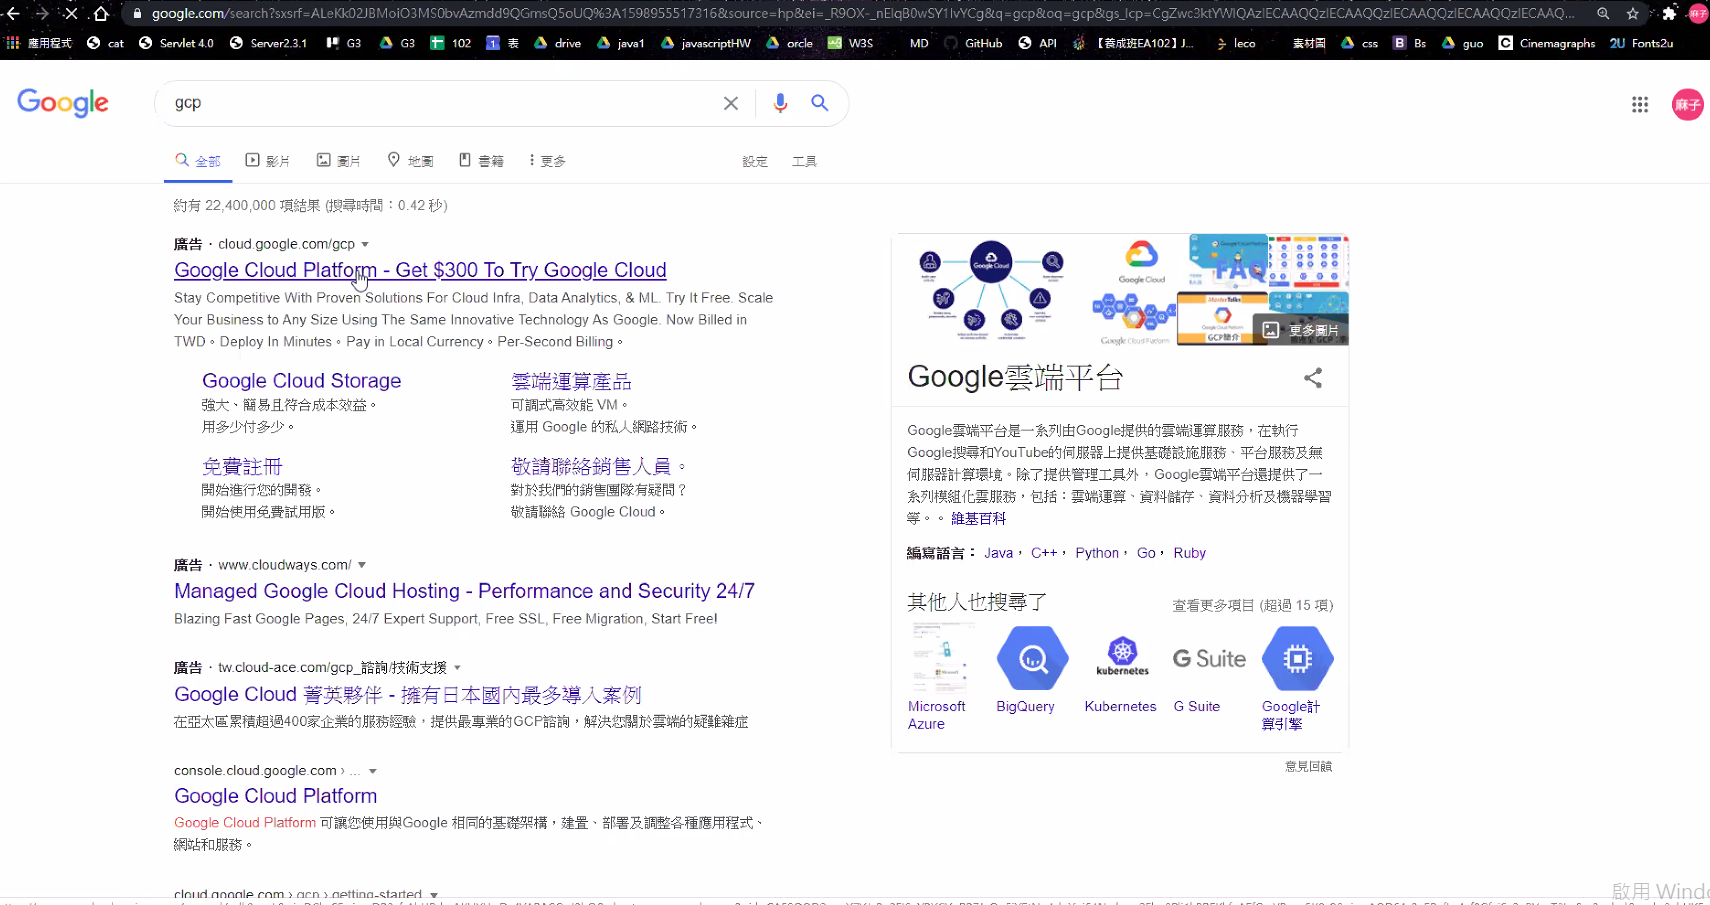 google.com/search?sxsrf=ALeKk02JBMoiO3MS0bvAzmdd9QGmsQ5oUQ%3A1598955517316&source=hp&ei=_R9OX-_nElqB0wSY1IvYCg&q=gcp&oq=gcp&gs_lcp=CgZwc3ktYWIQAzIECAAQQzIECAAQQzIECAAQQzIECAAQQzIECAAQQzIECAAQ...
應用程式 cat Servlet 4.0 Server2.3.1 G3 G3 102 表 drive java1 javascriptHW orcle W3S MD GitHub API 【養成班EA102】J... leco 素材圖 css Bs guo Cinemagraphs 2U Fonts2u
Google
gcp
麻子
全部 影片 圖片 地圖 書籍 更多 設定 工具
約有 22,400,000 項結果 (搜尋時間：0.42 秒)
廣告 · cloud.google.com/gcp
Google Cloud Platform - Get $300 To Try Google Cloud
Stay Competitive With Proven Solutions For Cloud Infra, Data Analytics, & ML. Try It Free. Scale
Your Business to Any Size Using The Same Innovative Technology As Google. Now Billed in
TWD。Deploy In Minutes。Pay in Local Currency。Per-Second Billing。
Google Cloud Storage
強大、簡易且符合成本效益。
用多少付多少。
雲端運算產品
可調式高效能 VM。
運用 Google 的私人網路技術。
免費註冊
開始進行您的開發。
開始使用免費試用版。
敬請聯絡銷售人員。
對於我們的銷售團隊有疑問？
敬請聯絡 Google Cloud。
廣告 · www.cloudways.com/
Managed Google Cloud Hosting - Performance and Security 24/7
Blazing Fast Google Pages, 24/7 Expert Support, Free SSL, Free Migration, Start Free!
廣告 · tw.cloud-ace.com/gcp_諮詢/技術支援
Google Cloud 菁英夥伴 - 擁有日本國內最多導入案例
在亞太區累積超過400家企業的服務經驗，提供最專業的GCP諮詢，解決您關於雲端的疑難雜症
console.cloud.google.com › ...
Google Cloud Platform
Google Cloud Platform 可讓您使用與Google 相同的基礎架構，建置、部署及調整各種應用程式、
網站和服務。
cloud.google.com › gcp › getting-started
Google Cloud
Google Cloud
Google Cloud Platform
FAQ
MasterTalks
Google Cloud Platform
GCP簡介
更多圖片
Google雲端平台
Google雲端平台是一系列由Google提供的雲端運算服務，在執行
Google搜尋和YouTube的伺服器上提供基礎設施服務、平台服務及無
伺服器計算環境。除了提供管理工具外，Google雲端平台還提供了一
系列模組化雲服務，包括：雲端運算、資料儲存、資料分析及機器學習
等。。 維基百科
編寫語言： Java， C++， Python， Go， Ruby
其他人也搜尋了 查看更多項目 (超過 15 項)
kubernetes G Suite
Microsoft Azure
BigQuery
Kubernetes
G Suite
Google計算引擎
意見回饋
啟用 Windo